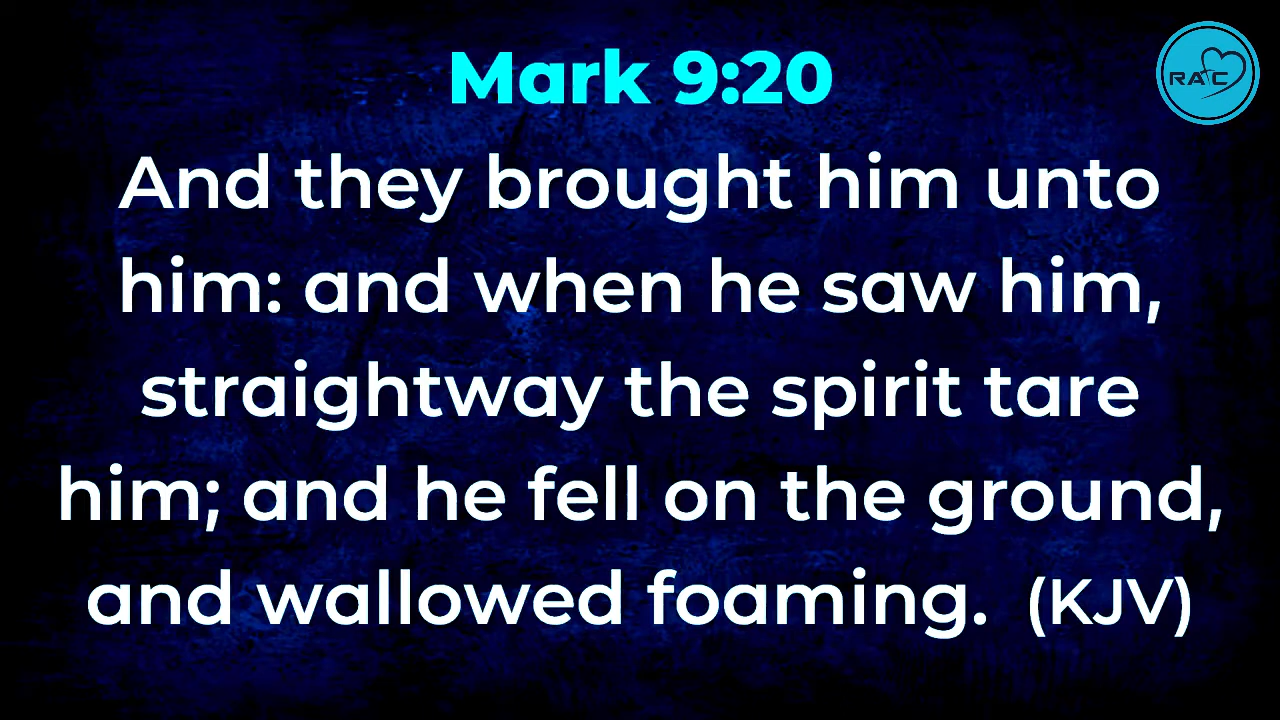 Mark 9:20
RAC
And they brought him unto
him: and when he saw him,
straightway the spirit tare
him; and he fell on the ground,
and wallowed foaming. (KJV)